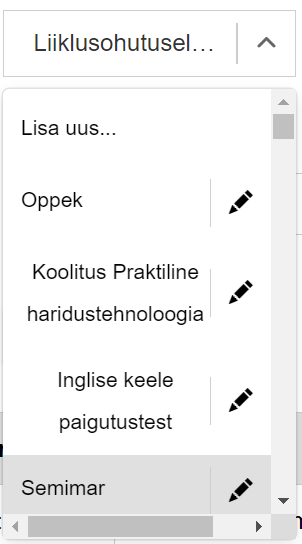 Liiklusohutusel...
Lisa uus...
Oppek
Koolitus Praktiline
haridustehnoloogia
Inglise keele
paigutustest
Semimar